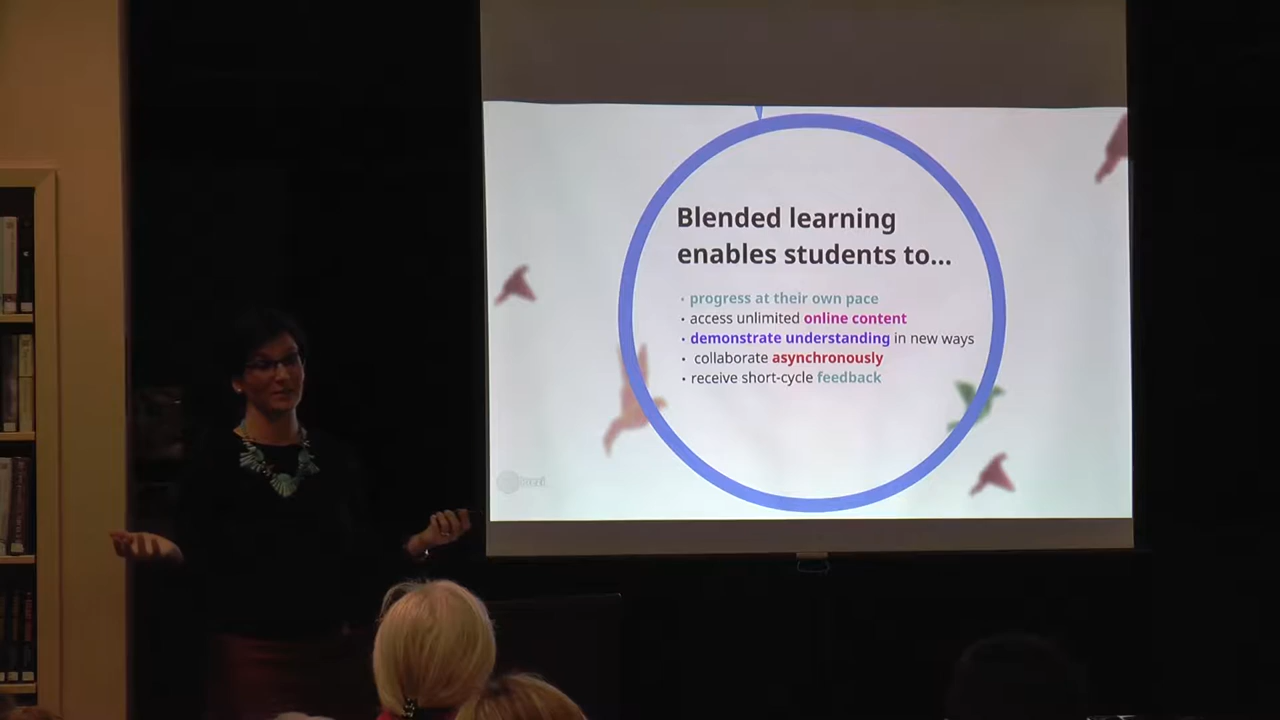 Blended learning
enables students to...
• progress at their own pace
• access unlimited online content
• demonstrate understanding in new ways
• collaborate asynchronously
• receive short-cycle feedback